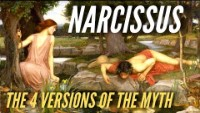 NARCISSUS
THE 4 VERSIONS OF THE MYTH